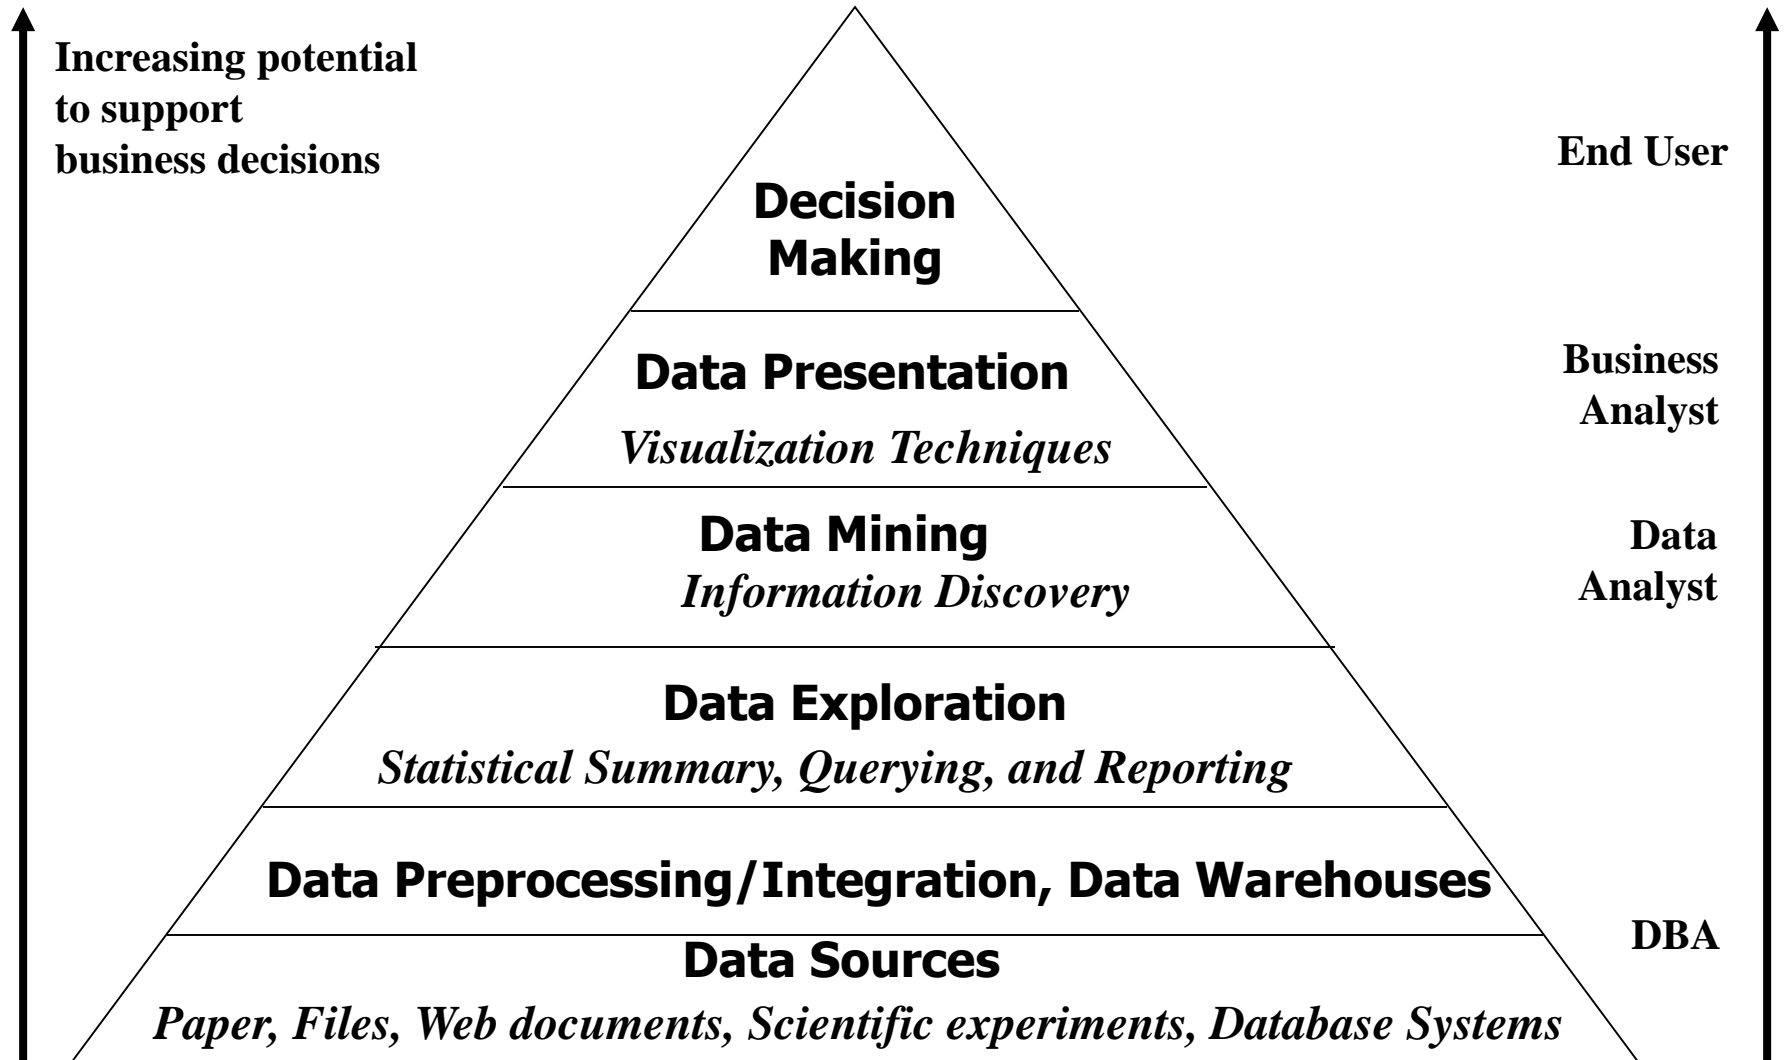 Increasing potential
to support
business decisions
End User
Decision
Making
Business
Analyst
Data Presentation
Visualization Techniques
Data
Analyst
Data Mining
Information Discovery
Data Exploration
Statistical Summary, Querying, and Reporting
Data Preprocessing/Integration, Data Warehouses
DBA
Data Sources
Paper, Files, Web documents, Scientific experiments, Database Systems